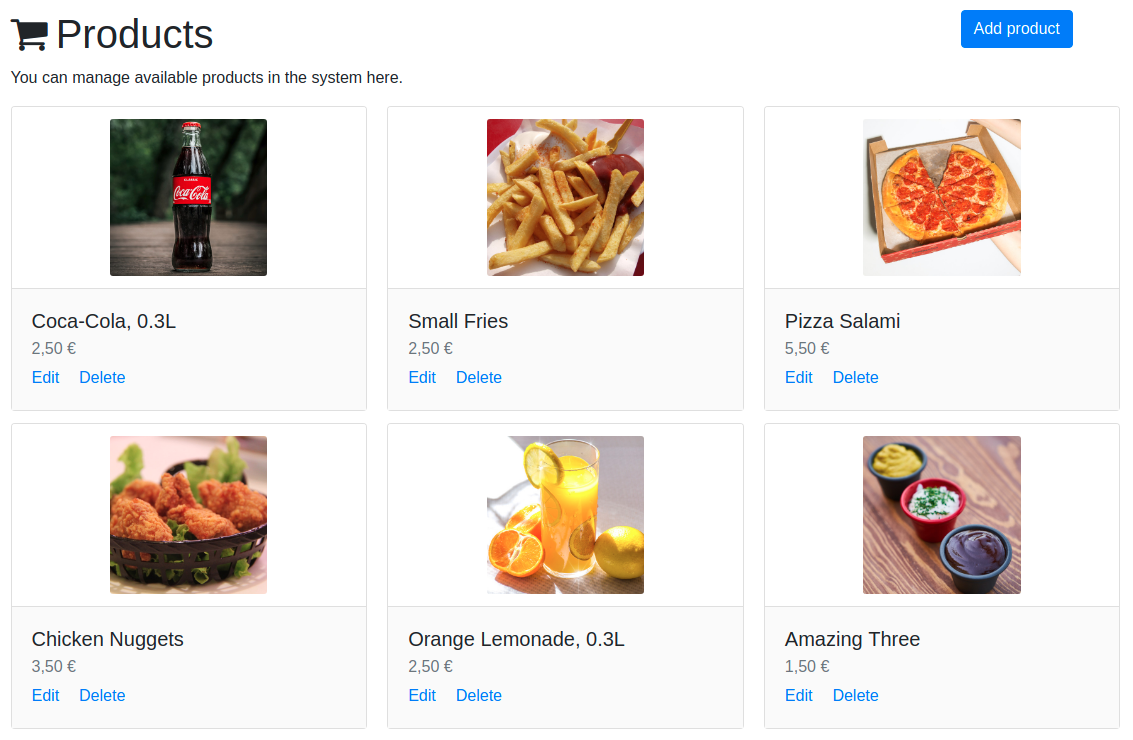 Products
Add product
You can manage available products in the system here.
CLASSIC
Coca-Cola
Coca-Cola, 0.3L
2,50 €
Edit Delete
Small Fries
2,50 €
Edit Delete
Pizza Salami
5,50 €
Edit Delete
Chicken Nuggets
3,50 €
Edit Delete
Orange Lemonade, 0.3L
2,50 €
Edit Delete
Amazing Three
1,50 €
Edit Delete